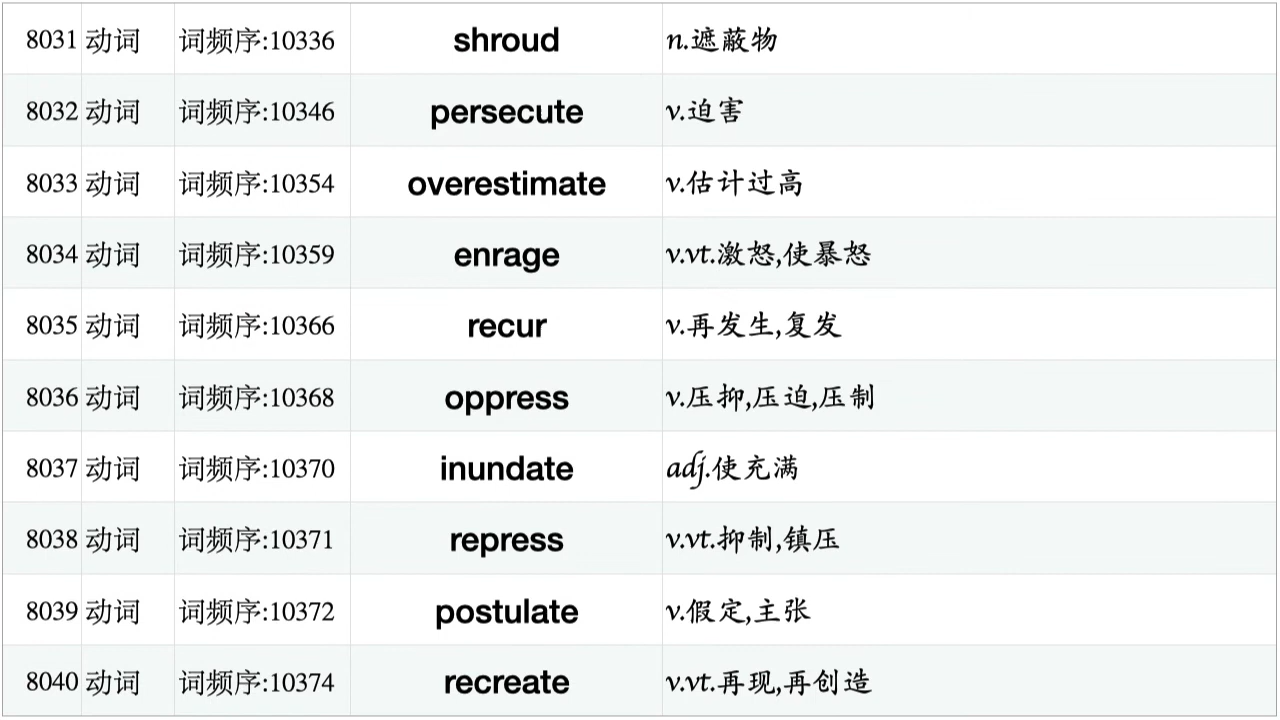 8031 动词 词频序:10336 shroud n.遮蔽物
8032 动词 词频序:10346 persecute v.迫害
8033 动词 词频序:10354 overestimate v.估计过高
8034 动词 词频序:10359 enrage v.vt.激怒,使暴怒
8035 动词 词频序:10366 recur v.再发生,复发
8036 动词 词频序:10368 oppress v.压抑,压迫,压制
8037 动词 词频序:10370 inundate adj.使充满
8038 动词 词频序:10371 repress v.vt.抑制,镇压
8039 动词 词频序:10372 postulate v.假定,主张
8040 动词 词频序:10374 recreate v.vt.再现,再创造